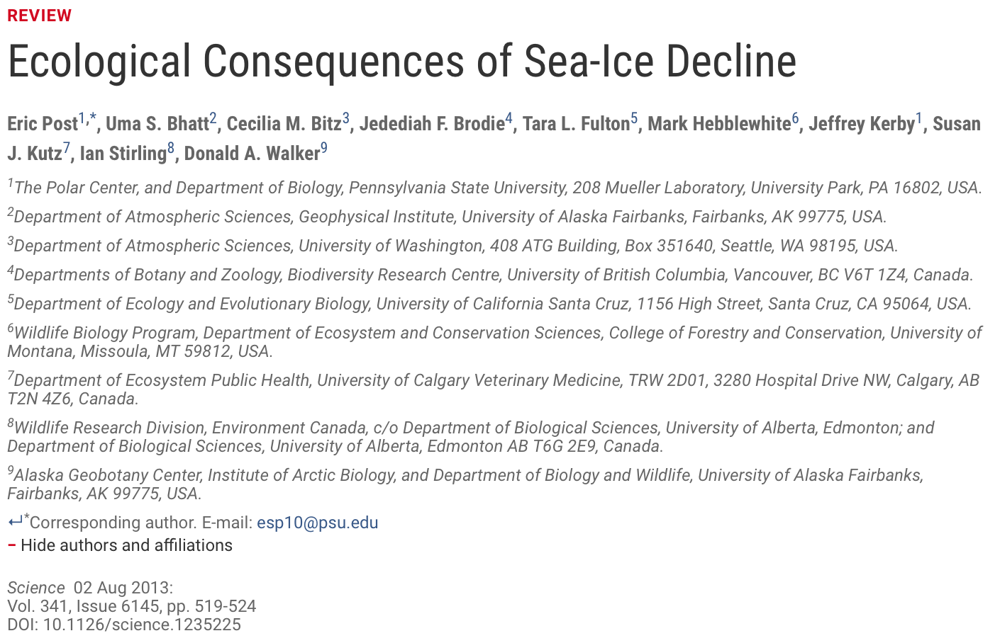 REVIEW
Ecological Consequences of Sea-Ice Decline
Eric Post1,*, Uma S. Bhatt2, Cecilia M. Bitz3, Jedediah F. Brodie4, Tara L. Fulton5, Mark Hebblewhite6, Jeffrey Kerby1, Susan
J. Kutz7, Ian Stirling8, Donald A. Walker9
1The Polar Center, and Department of Biology, Pennsylvania State University, 208 Mueller Laboratory, University Park, PA 16802, USA.
2Department of Atmospheric Sciences, Geophysical Institute, University of Alaska Fairbanks, Fairbanks, AK 99775, USA.
3Department of Atmospheric Sciences, University of Washington, 408 ATG Building, Box 351640, Seattle, WA 98195, USA.
4Departments of Botany and Zoology, Biodiversity Research Centre, University of British Columbia, Vancouver, BC V6T 1Z4, Canada.
5Department of Ecology and Evolutionary Biology, University of California Santa Cruz, 1156 High Street, Santa Cruz, CA 95064, USA.
6Wildlife Biology Program, Department of Ecosystem and Conservation Sciences, College of Forestry and Conservation, University of
Montana, Missoula, MT 59812, USA.
7Department of Ecosystem Public Health, University of Calgary Veterinary Medicine, TRW 2D01, 3280 Hospital Drive NW, Calgary, AB
T2N 4Z6, Canada.
8Wildlife Research Division, Environment Canada, c/o Department of Biological Sciences, University of Alberta, Edmonton; and
Department of Biological Sciences, University of Alberta, Edmonton AB T6G 2E9, Canada.
9Alaska Geobotany Center, Institute of Arctic Biology, and Department of Biology and Wildlife, University of Alaska Fairbanks,
Fairbanks, AK 99775, USA.
↵*Corresponding author. E-mail: esp10@psu.edu
– Hide authors and affiliations
Science 02 Aug 2013:
Vol. 341, Issue 6145, pp. 519-524
DOI: 10.1126/science.1235225